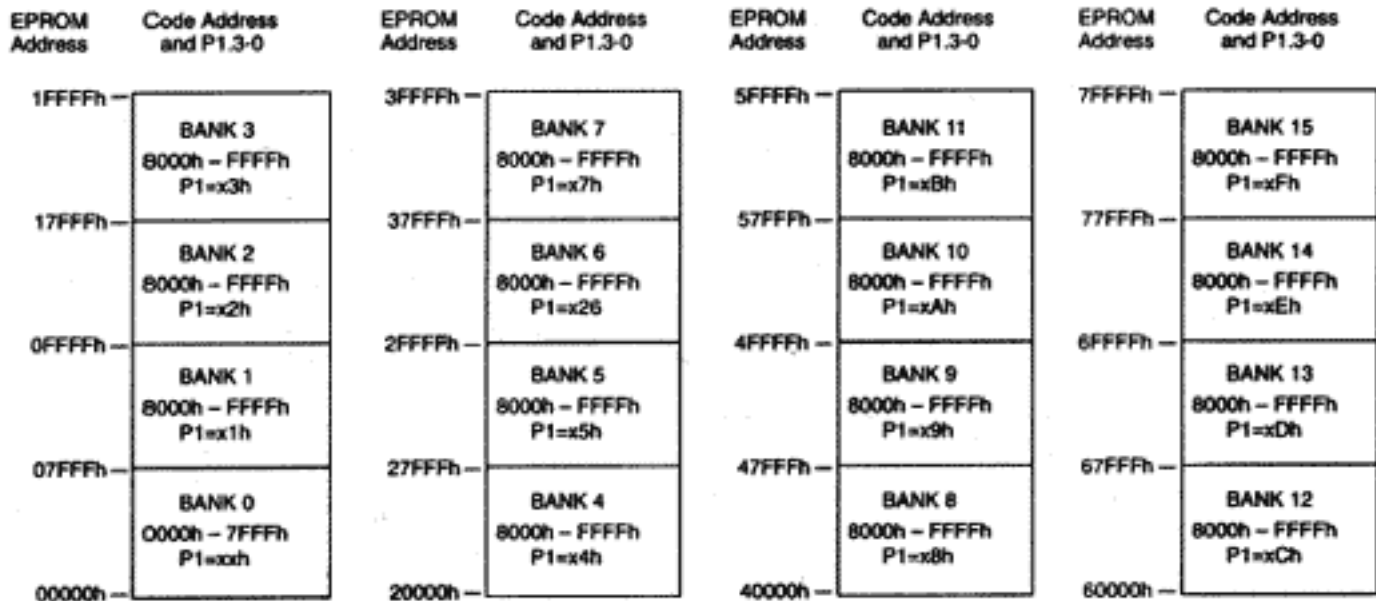 EPROM
Address
Code Address
and P1.3-0
1FFFFh
BANK 3
8000h – FFFFh
P1=x3h
17FFFh
BANK 2
8000h – FFFFh
P1=x2h
0FFFFh
BANK 1
8000h – FFFFh
P1=x1h
07FFFh
BANK 0
0000h – 7FFFh
P1=xxh
00000h
EPROM
Address
Code Address
and P1.3-0
3FFFFh
BANK 7
8000h – FFFFh
P1=x7h
37FFFh
BANK 6
8000h – FFFFh
P1=x26
2FFFFh
BANK 5
8000h – FFFFh
P1=x5h
27FFFh
BANK 4
8000h – FFFFh
P1=x4h
20000h
EPROM
Address
Code Address
and P1.3-0
5FFFFh
BANK 11
8000h – FFFFh
P1=xBh
57FFFh
BANK 10
8000h – FFFFh
P1=xAh
4FFFFh
BANK 9
8000h – FFFFh
P1=x9h
47FFFh
BANK 8
8000h – FFFFh
P1=x8h
40000h
EPROM
Address
Code Address
and P1.3-0
7FFFFh
BANK 15
8000h – FFFFh
P1=xFh
77FFFh
BANK 14
8000h – FFFFh
P1=xEh
6FFFFh
BANK 13
8000h – FFFFh
P1=xDh
67FFFh
BANK 12
8000h – FFFFh
P1=xCh
60000h